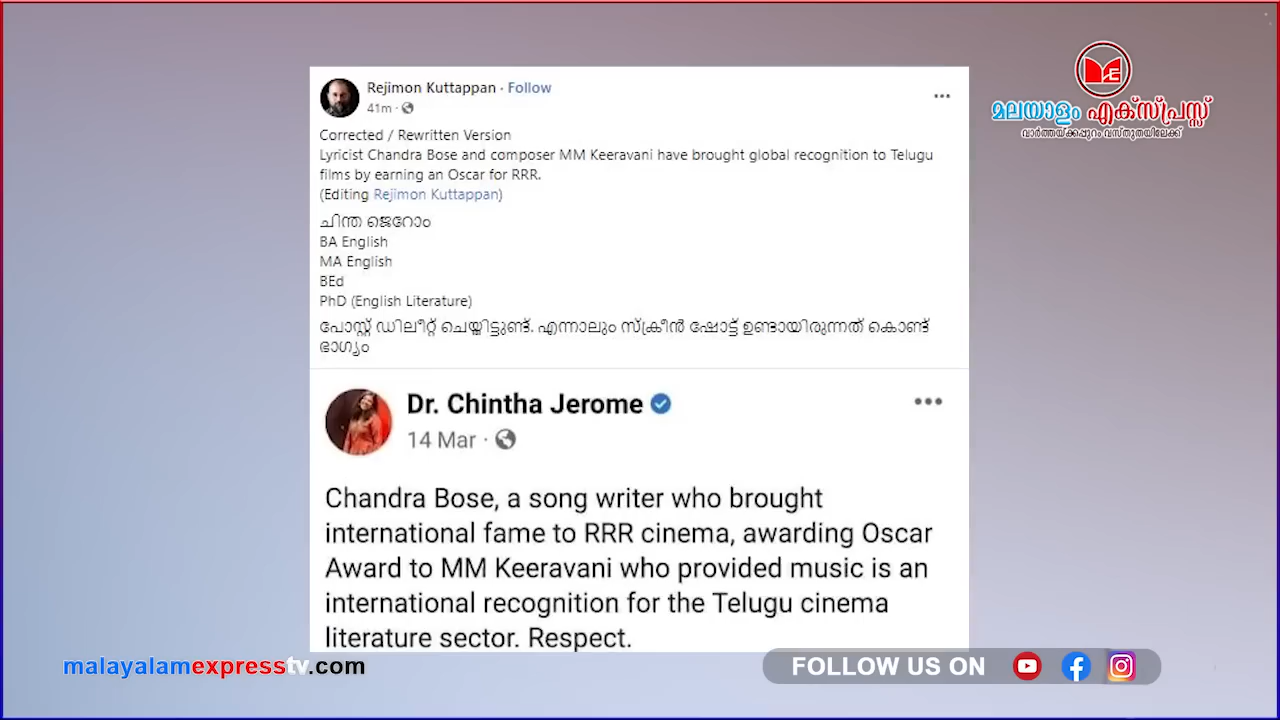 മലയാളം എക്സ്പ്രസ്സ്
വാർത്തയ്ക്കപ്പുറം വസ്തുതയിലേക്ക്
Rejimon Kuttappan · Follow
41m ·
Corrected / Rewritten Version
Lyricist Chandra Bose and composer MM Keeravani have brought global recognition to Telugu
films by earning an Oscar for RRR.
(Editing Rejimon Kuttappan)
ചിന്ത ജെറോം
BA English
MA English
BEd
PhD (English Literature)
പോസ്റ്റ് ഡിലീറ്റ് ചെയ്തിട്ടുണ്ട്. എന്നാലും സ്ക്രീൻ ഷോട്ട് ഉണ്ടായിരുന്നത് കൊണ്ട്
ഭാഗ്യം
Dr. Chintha Jerome
14 Mar ·
Chandra Bose, a song writer who brought
international fame to RRR cinema, awarding Oscar
Award to MM Keeravani who provided music is an
international recognition for the Telugu cinema
literature sector. Respect.
malayalamexpresstv.com
FOLLOW US ON